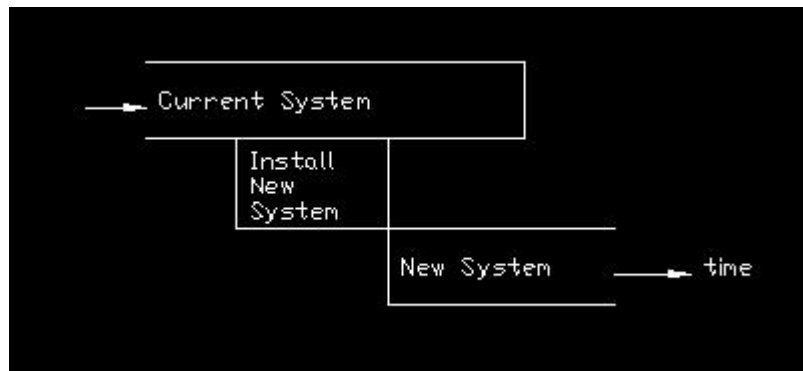 Current System
Install
New
System
New System
time